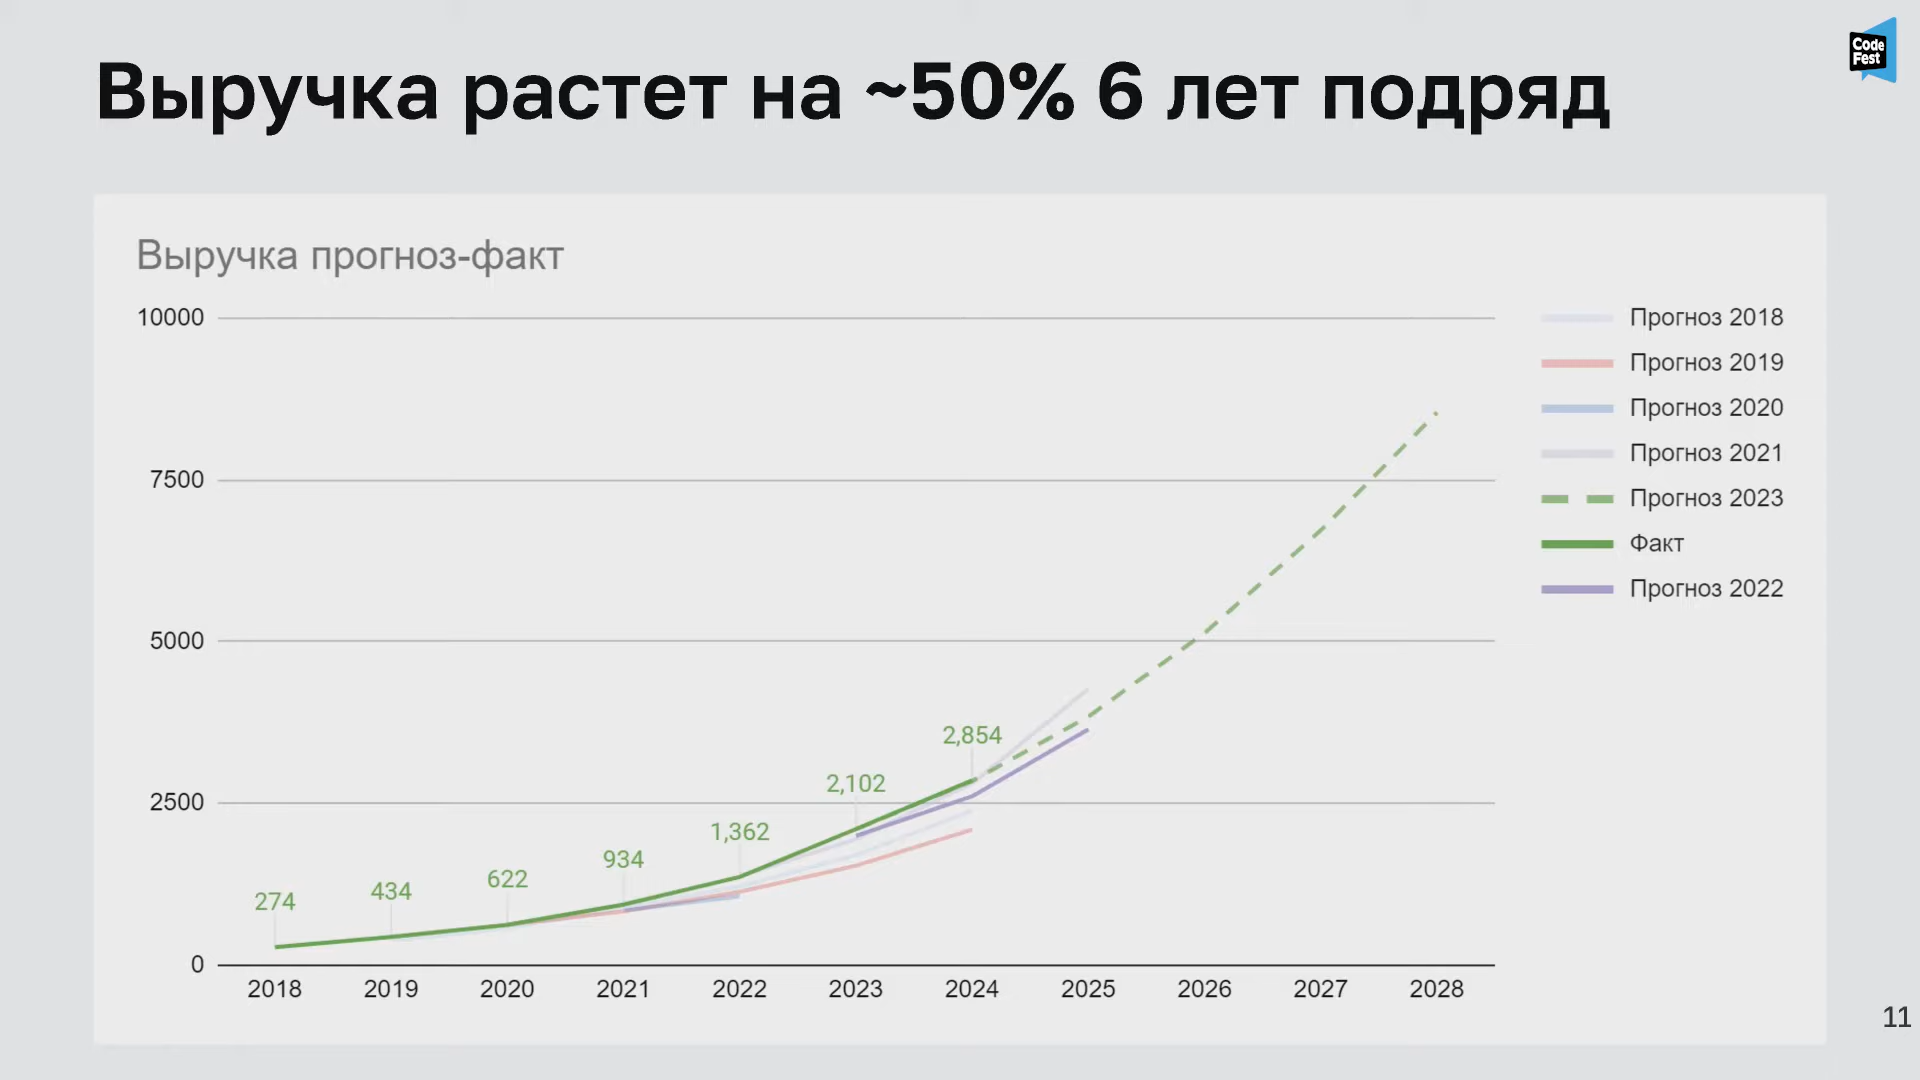 Выручка растет на ~50% 6 лет подряд
Code
Fest
Выручка прогноз-факт
10000
7500
5000
2500
0
274
434
622
934
1,362
2,102
2,854
2018
2019
2020
2021
2022
2023
2024
2025
2026
2027
2028
Прогноз 2018
Прогноз 2019
Прогноз 2020
Прогноз 2021
Прогноз 2023
Факт
Прогноз 2022
11